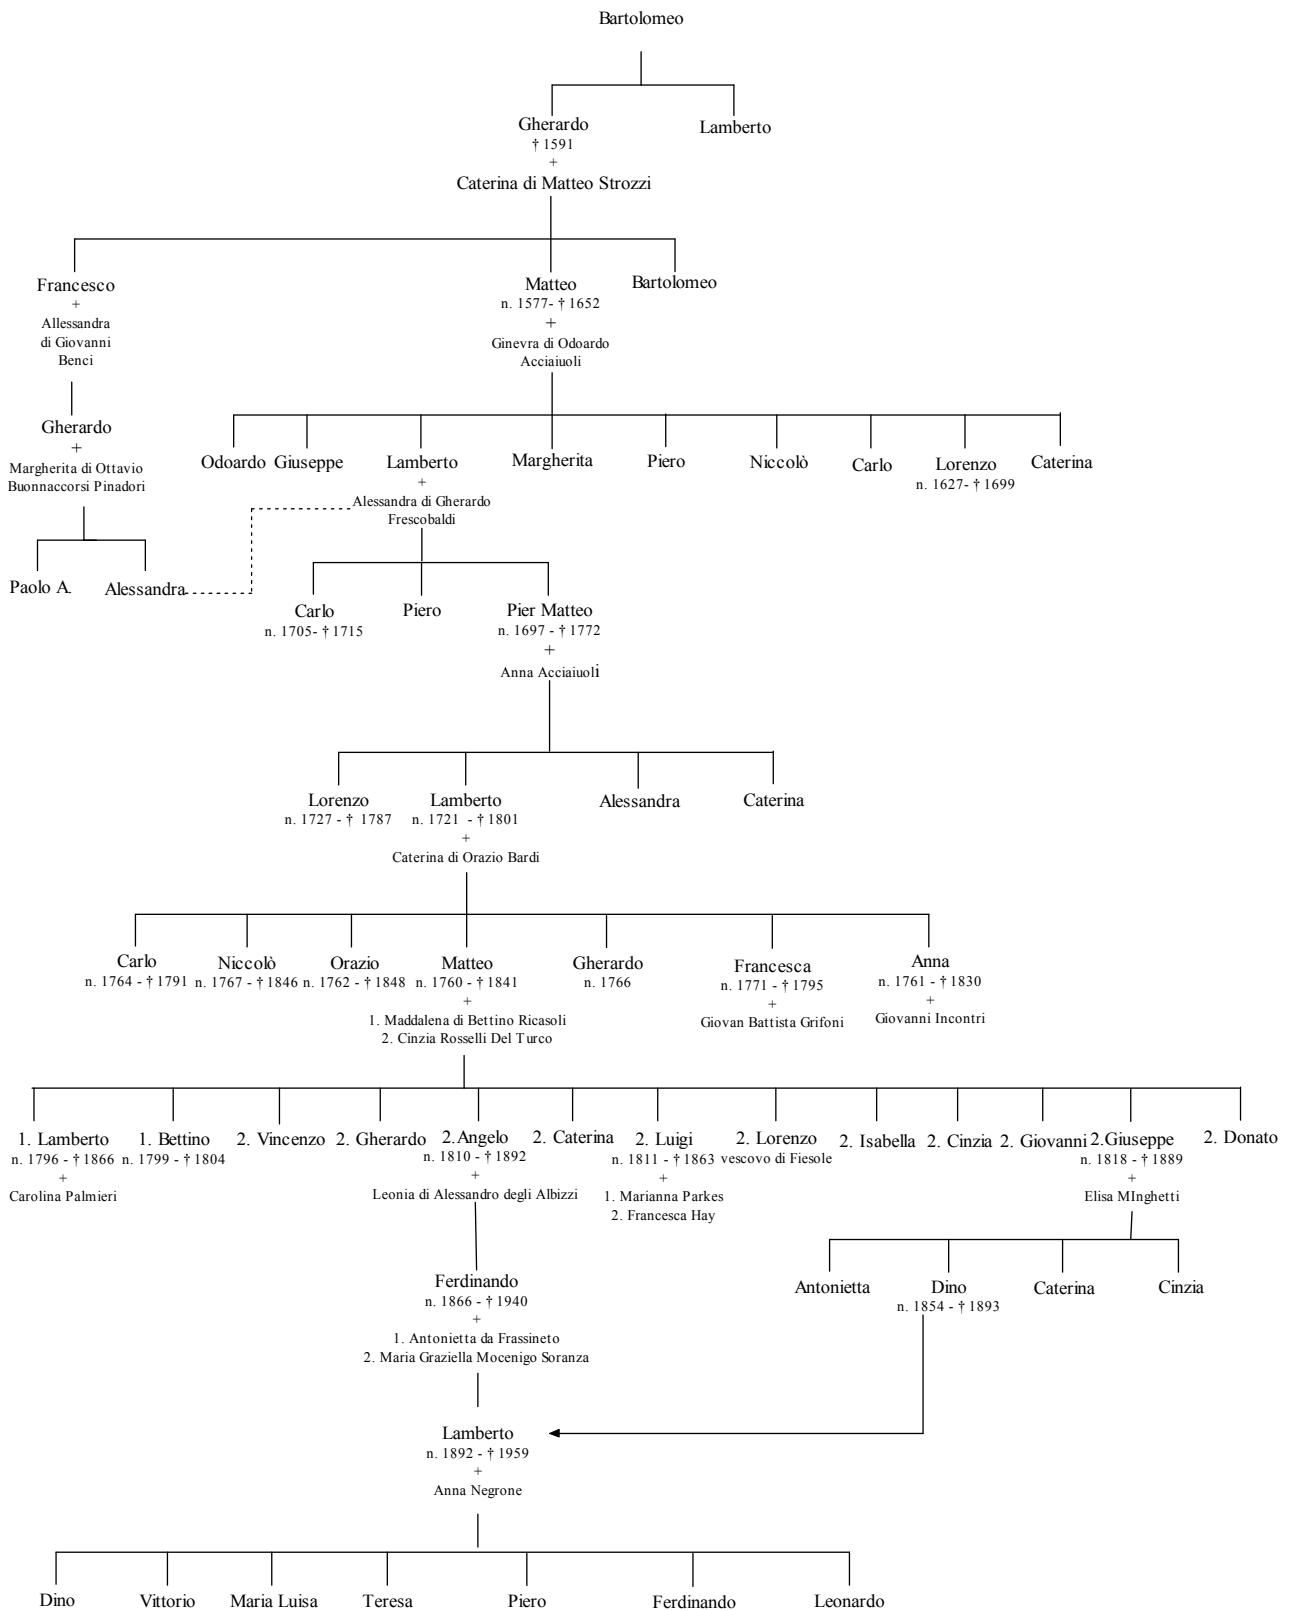 Bartolomeo
Gherardo
† 1591
+
Caterina di Matteo Strozzi
Lamberto
Francesco
+
Allessandra
di Giovanni
Benci
Matteo
n. 1577- † 1652
+
Ginevra di Odoardo
Acciaiuoli
Bartolomeo
Gherardo
+
Margherita di Ottavio
Buonnaccorsi Pinadori
Odoardo
Giuseppe
Lamberto
+
Alessandra di Gherardo
Frescobaldi
Margherita
Piero
Niccolò
Carlo
Lorenzo
n. 1627- † 1699
Caterina
Paolo A.
Alessandra
Carlo
n. 1705- † 1715
Piero
Pier Matteo
n. 1697 - † 1772
+
Anna Acciaiuoli
Lorenzo
n. 1727 - † 1787
Lamberto
n. 1721 - † 1801
+
Caterina di Orazio Bardi
Alessandra
Caterina
Carlo
n. 1764 - † 1791
Niccolò
n. 1767 - † 1846
Orazio
n. 1762 - † 1848
Matteo
n. 1760 - † 1841
+
1. Maddalena di Bettino Ricasoli
2. Cinzia Rosselli Del Turco
Gherardo
n. 1766
Francesca
n. 1771 - † 1795
+
Giovan Battista Grifoni
Anna
n. 1761 - † 1830
+
Giovanni Incontri
1. Lamberto
n. 1796 - † 1866
+
Carolina Palmieri
1. Bettino
n. 1799 - † 1804
2. Vincenzo
2. Gherardo
2.Angelo
n. 1810 - † 1892
+
Leonia di Alessandro degli Albizzi
2. Caterina
2. Luigi
n. 1811 - † 1863
+
1. Marianna Parkes
2. Francesca Hay
2. Lorenzo
vescovo di Fiesole
2. Isabella
2. Cinzia
2. Giovanni
2.Giuseppe
n. 1818 - † 1889
+
Elisa MInghetti
2. Donato
Ferdinando
n. 1866 - † 1940
+
1. Antonietta da Frassineto
2. Maria Graziella Mocenigo Soranza
Antonietta
Dino
n. 1854 - † 1893
Caterina
Cinzia
Lamberto
n. 1892 - † 1959
+
Anna Negrone
Dino
Vittorio
Maria Luisa
Teresa
Piero
Ferdinando
Leonardo